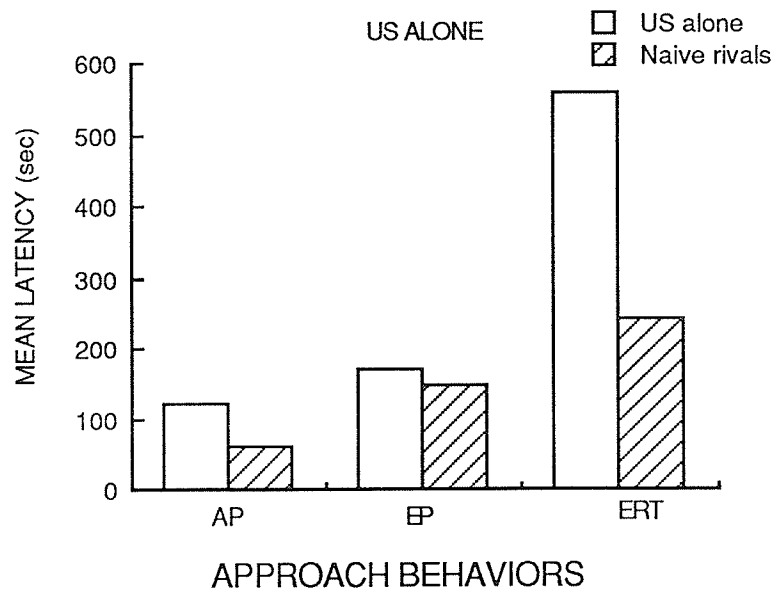 US ALONE
US alone
Naive rivals
MEAN LATENCY (sec)
600
500
400
300
200
100
0
AP
EP
ERT
APPROACH BEHAVIORS